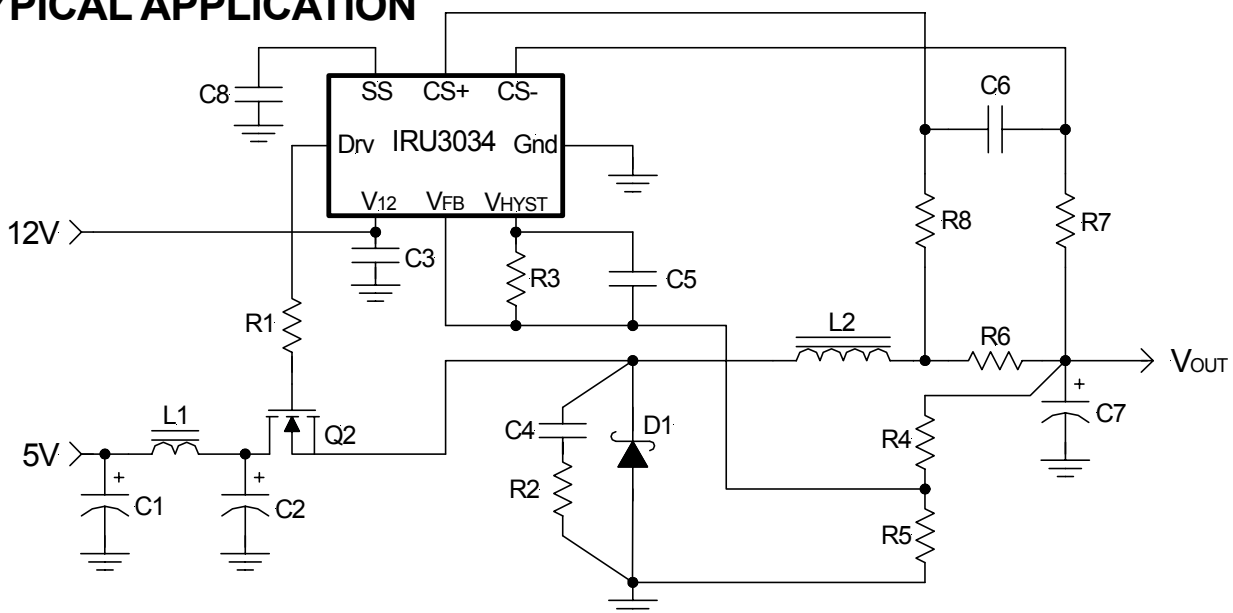 YPICAL APPLICATION
C8
SS CS+ CS-
C6
Drv IRU3034 Gnd
V12 VFB VHYST
R8 R7
12V
C3
R3 C5
R1
L2
R6
VOUT
L1
Q2
C4 D1
R4
+
C7
5V
+
C1
+
C2
R2
R5